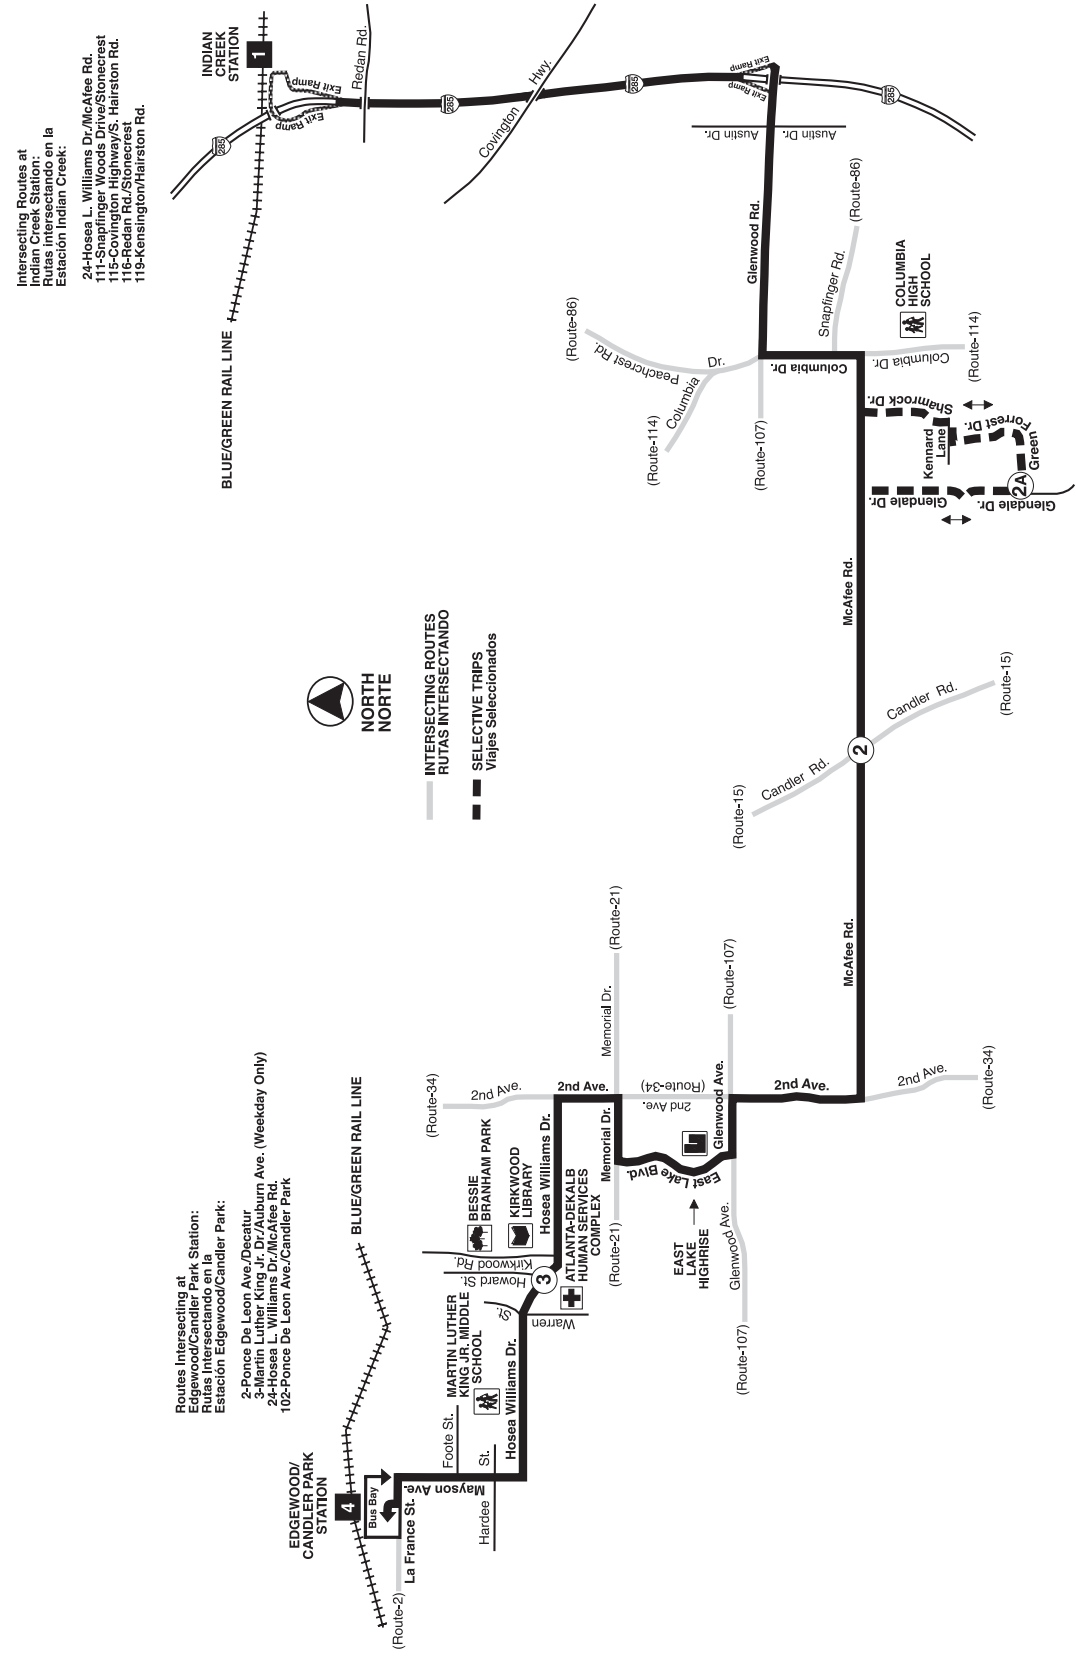 Routes Intersecting at
Edgewood/Candler Park Station:
Rutas intersectando en la
Estación Edgewood/Candler Park:
2-Ponce De Leon Ave./Decatur
3-Martin Luther King Jr. Dr/Auburn Ave. (Weekday Only)
24-Hosea L. Williams Dr./McAfee Rd.
102-Ponce De Leon Ave./Candler Park
Intersecting Routes at
Indian Creek Station:
Rutas intersectando en la
Estación Indian Creek:
24-Hosea L. Williams Dr./McAfee Rd.
111-Snapfinger Woods Drive/Stonecrest
115-Covington Highway/S. Hairston Rd.
116-Redan Rd./Stonecrest
119-Kensington/Hairston Rd.
EDGEWOOD/
CANDLER PARK
STATION
4
Bus Bay
BLUE/GREEN RAIL LINE
(Route-2)
La France St.
Mayson Ave.
Foote St.
Hardee St.
MARTIN LUTHER
KING JR. MIDDLE
SCHOOL
Hosea Williams Dr.
Warren St.
Howard St.
Kirkwood Rd.
3
BESSIE
BRANHAM PARK
KIRKWOOD
LIBRARY
Hosea Williams Dr.
ATLANTA-DEKALB
HUMAN SERVICES
COMPLEX
(Route-34)
2nd Ave.
2nd Ave.
Memorial Dr.
(Route-21)
Memorial Dr.
(Route-21)
2nd Ave.
(Route-34)
East Lake Blvd.
EAST
LAKE
HIGHRISE
Glenwood Ave.
Glenwood Ave.
(Route-107)
(Route-107)
2nd Ave.
2nd Ave.
(Route-34)
McAfee Rd.
NORTH
NORTE
INTERSECTING ROUTES
RUTAS INTERSECTANDO
SELECTIVE TRIPS
Viajes Seleccionados
(Route-15)
Candler Rd.
2
Candler Rd.
(Route-15)
McAfee Rd.
Glendale Dr.
Glendale Dr.
2A
Green
Forrest Dr.
Kennard
Lane
Shamrock Dr.
BLUE/GREEN RAIL LINE
(Route-114)
Columbia Dr.
Peachcrest Rd.
(Route-86)
(Route-107)
Columbia Dr.
Columbia Dr.
(Route-114)
COLUMBIA
HIGH
SCHOOL
Snapfinger Rd.
(Route-86)
Glenwood Rd.
Austin Dr.
Austin Dr.
INDIAN
CREEK
STATION
1
285
Exit Ramp
Exit Ramp
Redan Rd.
285
Covington Hwy.
285
Exit Ramp
Exit Ramp
285